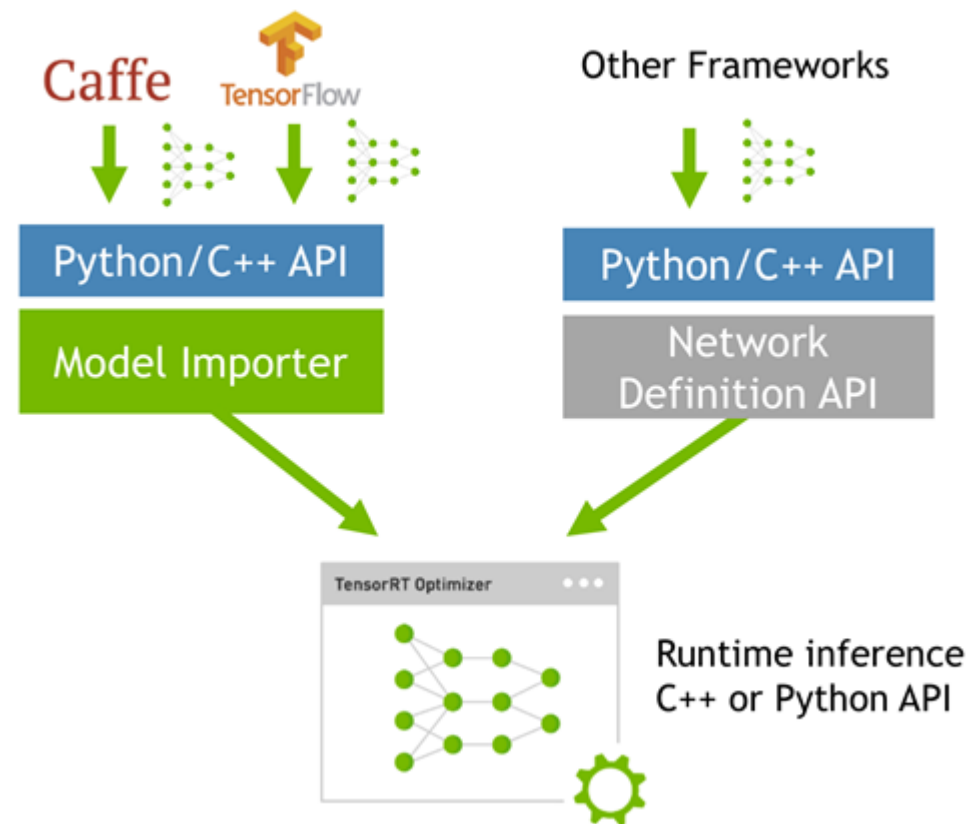 Caffe
TensorFlow
Other Frameworks
Python/C++ API
Python/C++ API
Model Importer
Network
Definition API
TensorRT Optimizer
Runtime inference
C++ or Python API